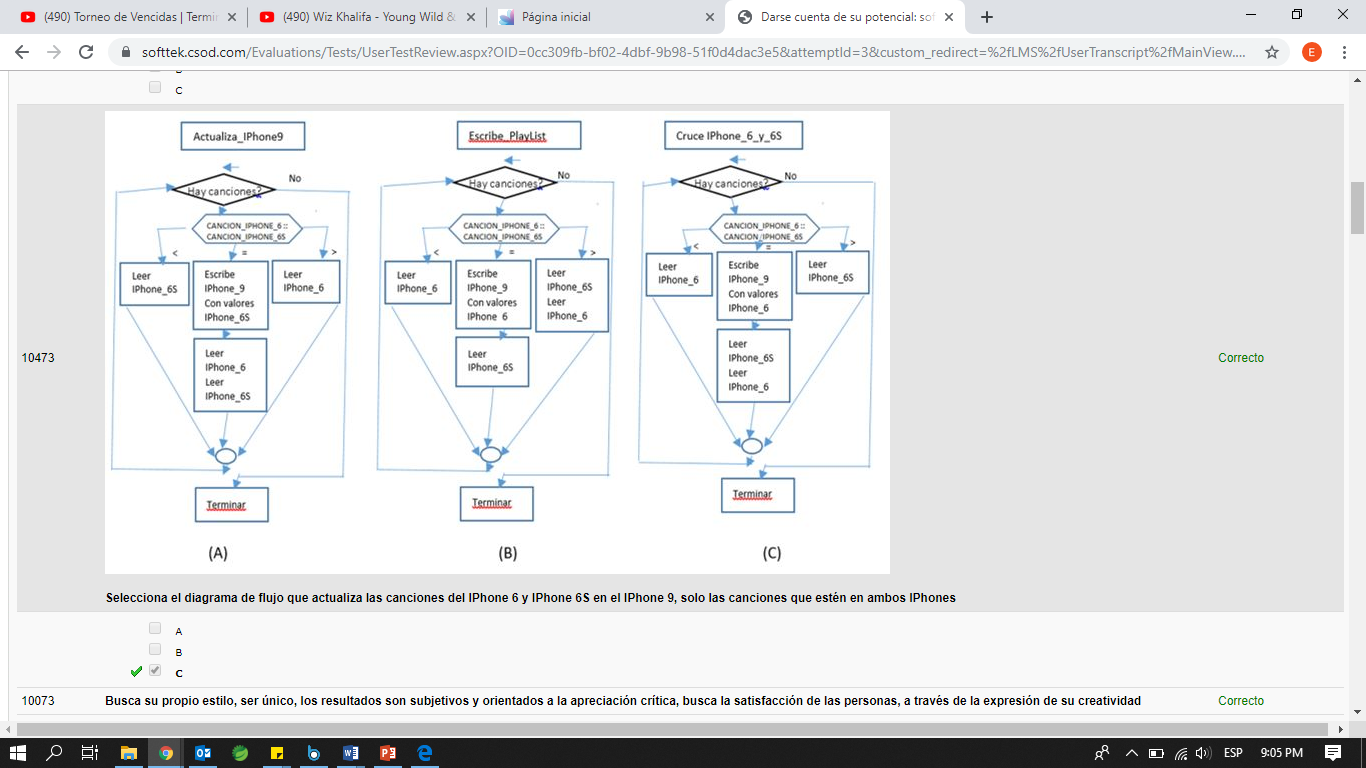 (490) Torneo de Vencidas | Termin
(490) Wiz Khalifa - Young Wild &
Página inicial
Darse cuenta de su potencial: sof
softtek.csod.com/Evaluations/Tests/UserTestReview.aspx?OID=0cc309fb-bf02-4dbf-9b98-51f0d4dac3e5&attemptId=3&custom_redirect=%2fLMS%2fUserTranscript%2fMainView....
E
C
10473
Actualiza_IPhone9
Hay canciones?
No
CANCION_IPHONE_6 ::
CANCION_IPHONE_6S
<
=
>
Leer
IPhone_6S
Escribe
IPhone_9
Con valores
IPhone_6S
Leer
IPhone_6
Leer
IPhone_6
Leer
IPhone_6S
Terminar
(A)
Escribe_PlayList
Hay canciones?
No
CANCION_IPHONE_6 ::
CANCION_IPHONE_6S
<
=
>
Leer
IPhone_6
Escribe
IPhone_9
Con valores
IPhone 6
Leer
IPhone_6S
Leer
IPhone_6
Leer
IPhone_6S
Terminar
(B)
Cruce IPhone_6_y_6S
Hay canciones?
No
CANCION_IPHONE_6 ::
CANCION_IPHONE_6S
<
=
>
Leer
IPhone_6
Escribe
IPhone_9
Con valores
IPhone_6
Leer
IPhone_6S
Leer
IPhone_6S
Leer
IPhone_6
Terminar
(C)
Correcto
Selecciona el diagrama de flujo que actualiza las canciones del IPhone 6 y IPhone 6S en el IPhone 9, solo las canciones que estén en ambos IPhones
A
B
C
10073
Busca su propio estilo, ser único, los resultados son subjetivos y orientados a la apreciación crítica, busca la satisfacción de las personas, a través de la expresión de su creatividad
Correcto
ESP
9:05 PM